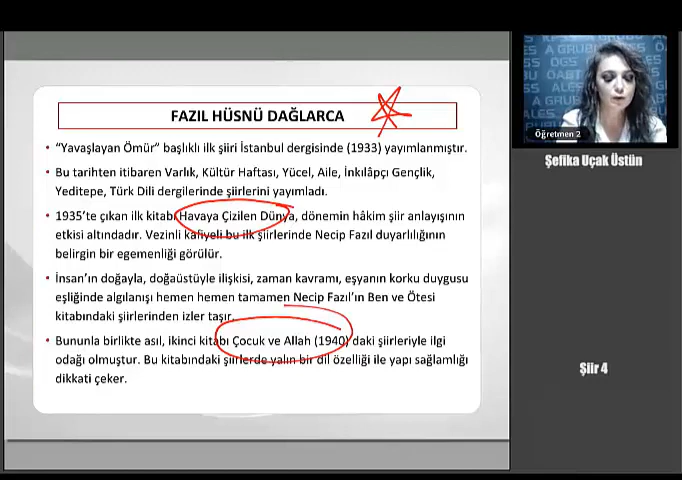 FAZIL HÜSNÜ DAĞLARCA
• "Yavaşlayan Ömür" başlıklı ilk şiiri İstanbul dergisinde (1933) yayımlanmıştır.
• Bu tarihten itibaren Varlık, Kültür Haftası, Yücel, Aile, İnkılâpçı Gençlik,
Yeditepe, Türk Dili dergilerinde şiirlerini yayımladı.
• 1935'te çıkan ilk kitabı Havaya Çizilen Dünya, dönemin hâkim şiir anlayışının
etkisi altındadır. Vezinli kafiyeli bu ilk şiirlerinde Necip Fazıl duyarlılığının
belirgin bir egemenliği görülür.
• İnsan'ın doğayla, doğaüstüyle ilişkisi, zaman kavramı, eşyanın korku duygusu
eşliğinde algılanışı hemen hemen tamamen Necip Fazıl'ın Ben ve Ötesi
kitabındaki şiirlerinden izler taşır.
• Bununla birlikte asıl, ikinci kitabı Çocuk ve Allah (1940)'daki şiirleriyle ilgi
odağı olmuştur. Bu kitabındaki şiirlerde yalın bir dil özelliği ile yapı sağlamlığı
dikkati çeker.
A GRUBU
ÖABT
ALES
DGS
Öğretmen 2
Şefika Uçak Üstün
Şiir 4